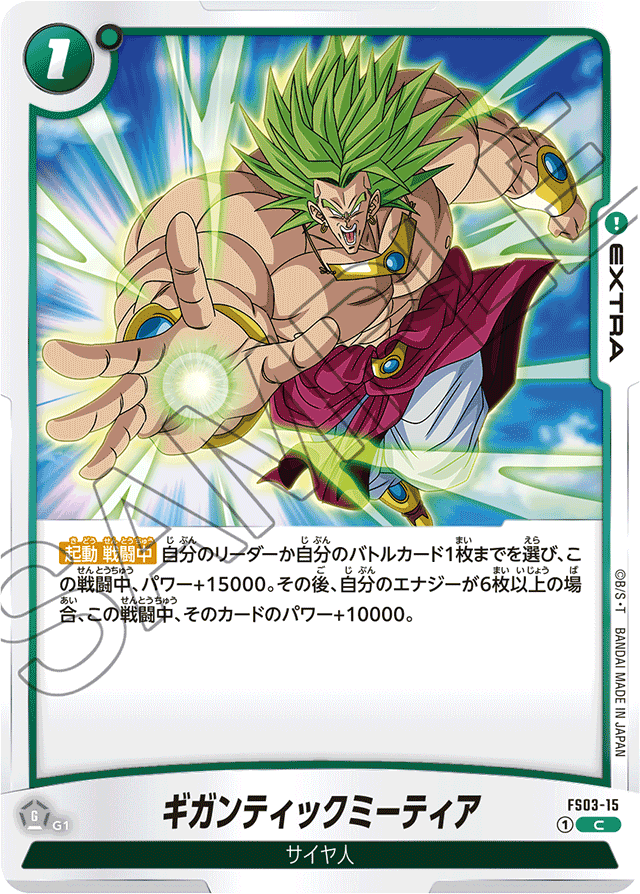 1
! EXTRA
起動 戦闘中 自分のリーダーか自分のバトルカード1枚までを選び、こ
の戦闘中、パワー+15000。その後、自分のエナジーが6枚以上の場
合、この戦闘中、そのカードのパワー+10000。
SAMPLE
©B/S・T BANDAI MADE IN JAPAN
ギガンティックミーティア
FS03-15
G G1
1 C
サイヤ人